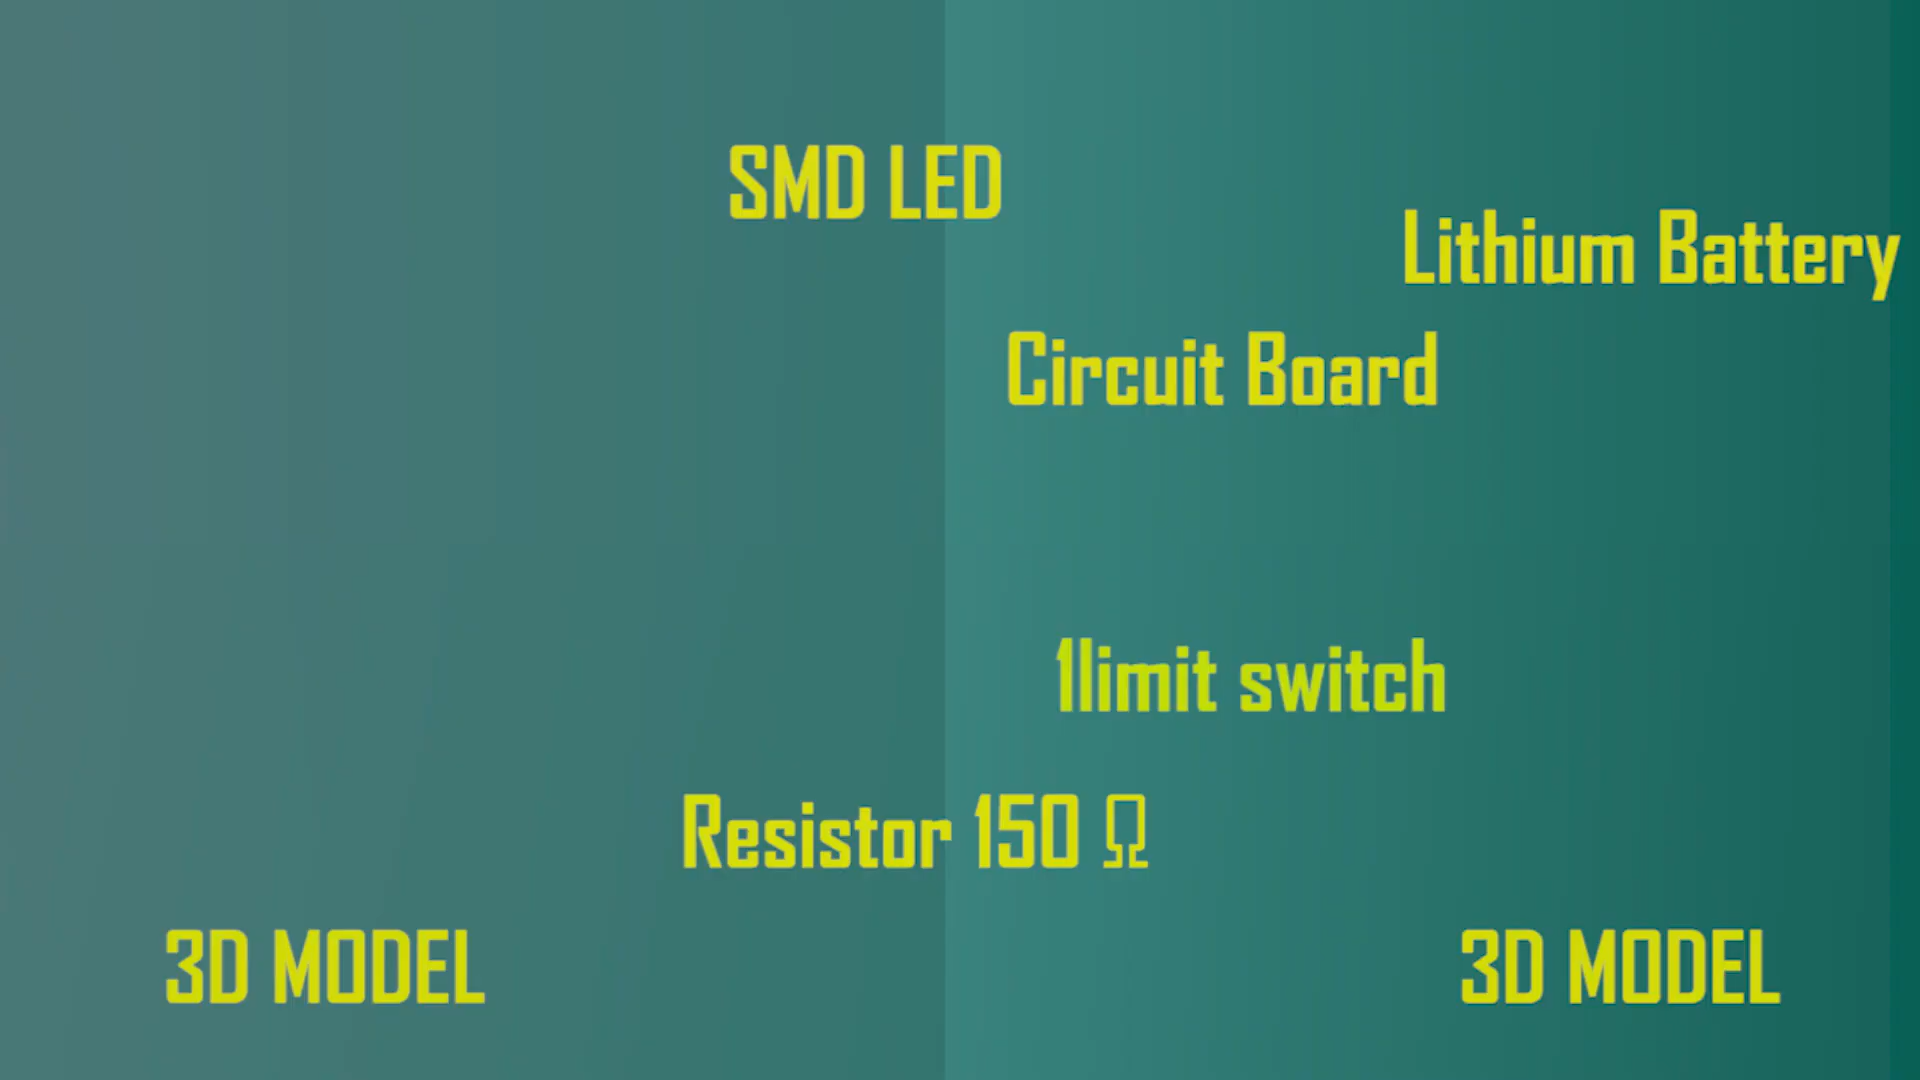 SMD LED
Lithium Battery
Circuit Board
1limit switch
Resistor 150 Ω
3D MODEL
3D MODEL